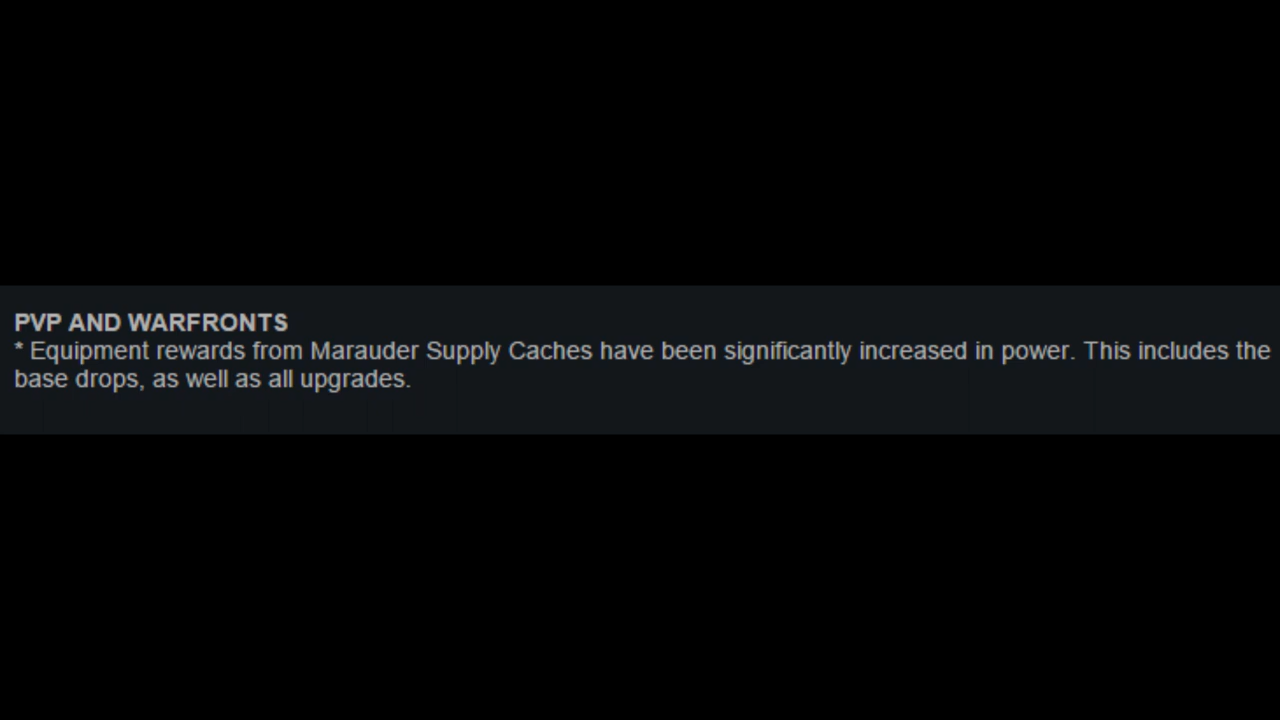 PVP AND WARFRONTS
* Equipment rewards from Marauder Supply Caches have been significantly increased in power. This includes the
base drops, as well as all upgrades.